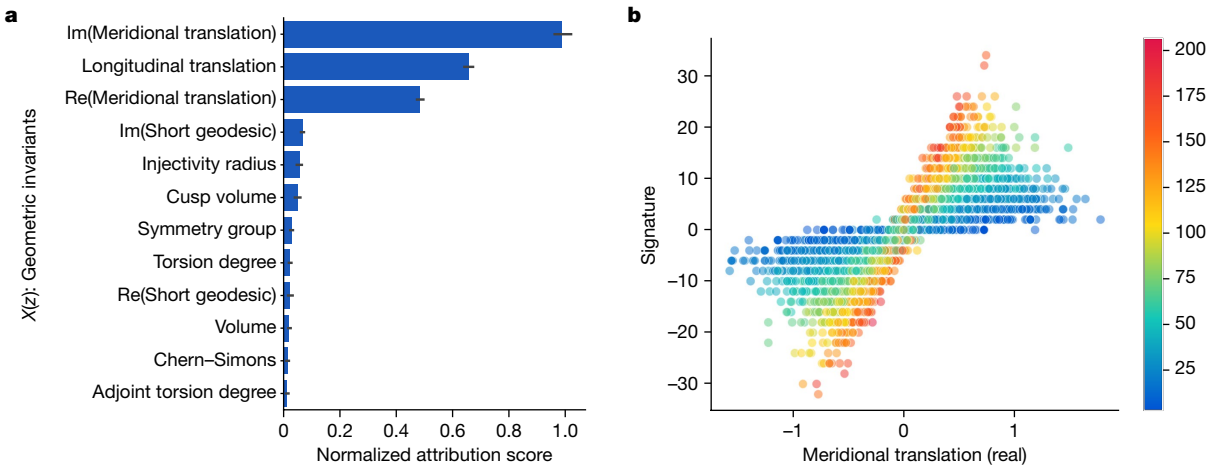 a
X(z): Geometric invariants
Im(Meridional translation)
Longitudinal translation
Re(Meridional translation)
Im(Short geodesic)
Injectivity radius
Cusp volume
Symmetry group
Torsion degree
Re(Short geodesic)
Volume
Chern–Simons
Adjoint torsion degree
0 0.2 0.4 0.6 0.8 1.0
Normalized attribution score
b
Signature
30
20
10
0
−10
−20
−30
−1 0 1
Meridional translation (real)
200
175
150
125
100
75
50
25